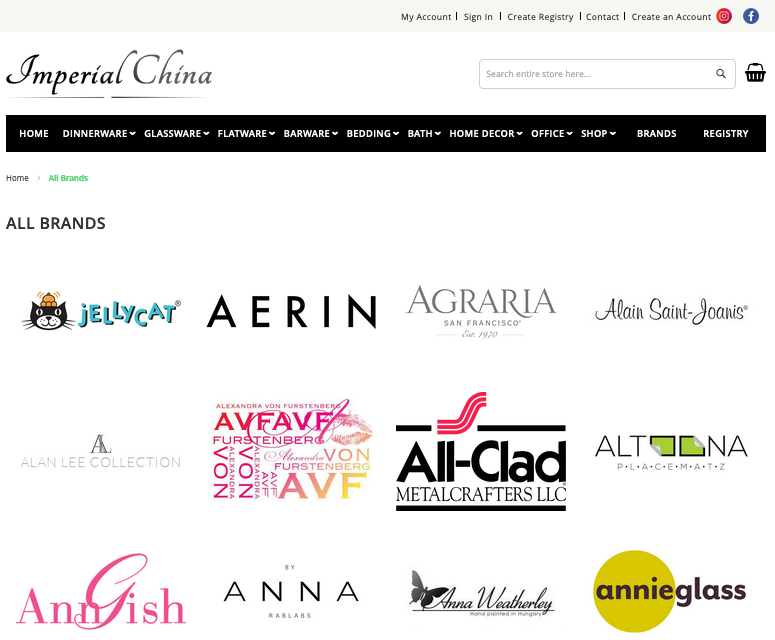 My Account | Sign In | Create Registry | Contact | Create an Account
Imperial China
Search entire store here...
HOME DINNERWARE GLASSWARE FLATWARE BARWARE BEDDING BATH HOME DECOR OFFICE SHOP BRANDS REGISTRY
Home > All Brands
ALL BRANDS
JELLYCAT®
AERIN
AGRARIA
SAN FRANCISCO®
Est. 1970
Alain Saint-Joanis®
AL
ALAN LEE COLLECTION
ALEXANDRA VON FURSTENBERG
AVFAVF
FURSTENBERG
VON
ALEXANDRA
VON
ALEXANDRA
AVF
Alexandra VON
FURSTENBERG
AVF
All-Clad®
METALCRAFTERS LLC
ALTOONA
P•L•A•C•E•M•A•T•Z
AnnGish
BY
ANNA
RABLABS
Anna Weatherley
Hand painted in Hungary
annieglass